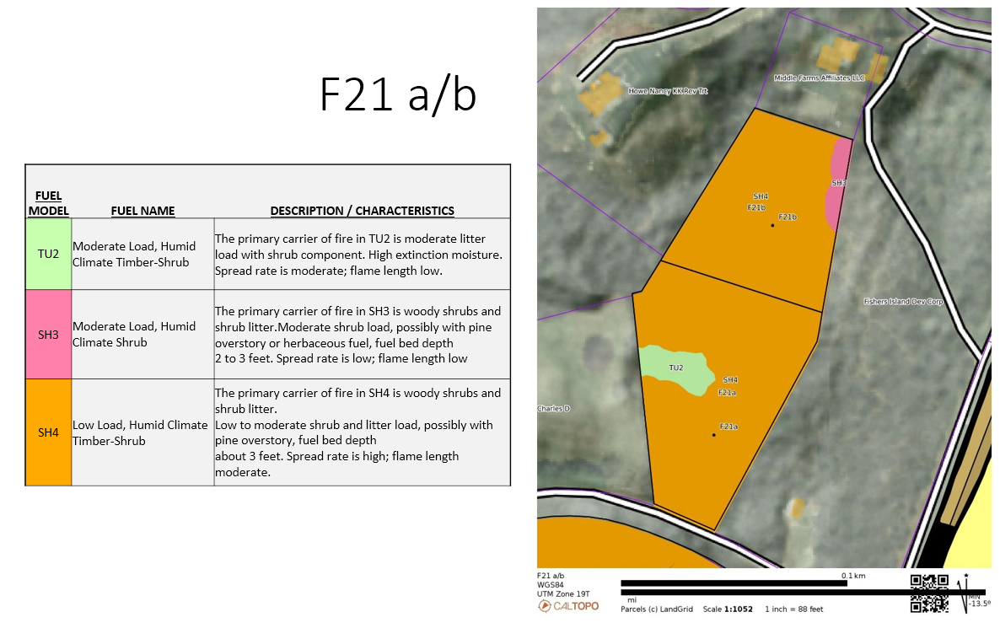 F21 a/b
FUEL
MODEL
FUEL NAME
DESCRIPTION / CHARACTERISTICS
TU2
Moderate Load, Humid
Climate Timber-Shrub
The primary carrier of fire in TU2 is moderate litter
load with shrub component. High extinction moisture.
Spread rate is moderate; flame length low.
SH3
Moderate Load, Humid
Climate Shrub
The primary carrier of fire in SH3 is woody shrubs and
shrub litter.Moderate shrub load, possibly with pine
overstory or herbaceous fuel, fuel bed depth
2 to 3 feet. Spread rate is low; flame length low
SH4
Low Load, Humid Climate
Timber-Shrub
The primary carrier of fire in SH4 is woody shrubs and
shrub litter.
Low to moderate shrub and litter load, possibly with
pine overstory, fuel bed depth
about 3 feet. Spread rate is high; flame length
moderate.
Middle Farms Affiliates LLC
Howe Nancy KK Rev Trt
SH3
SH4
F21b
F21b
Fishers Island Dev Corp
TU2
SH4
F21a
Charles D
F21a
F21 a/b
WGS84
UTM Zone 19T
CALTOPO
0.1 km
mi
Parcels (c) LandGrid Scale 1:1052 1 inch = 88 feet
MN
-13.5°